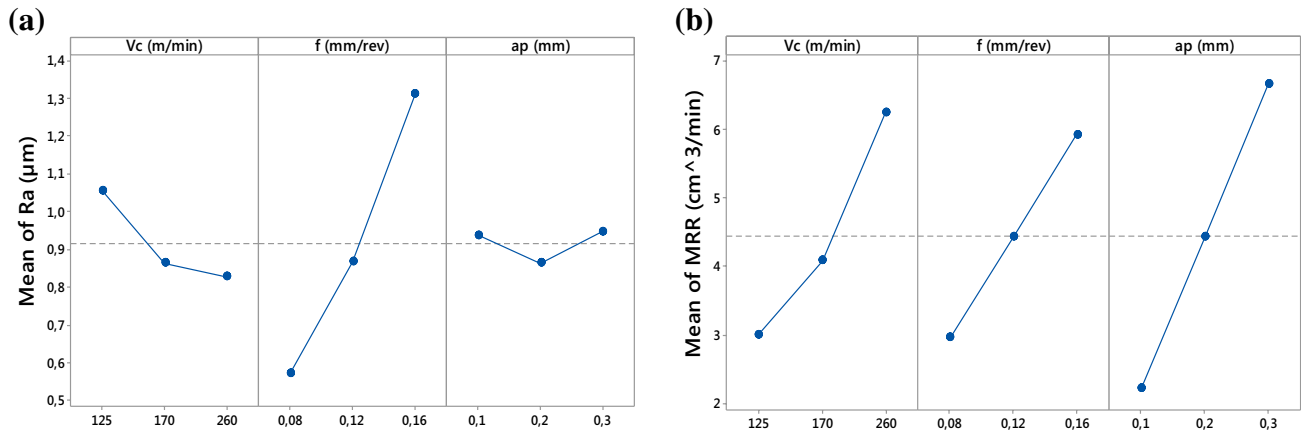 (a)
Vc (m/min) f (mm/rev) ap (mm)
Mean of Ra (µm)
1,4
1,3
1,2
1,1
1,0
0,9
0,8
0,7
0,6
0,5
125 170 260 0,08 0,12 0,16 0,1 0,2 0,3
(b)
Vc (m/min) f (mm/rev) ap (mm)
Mean of MRR (cm^3/min)
7
6
5
4
3
2
125 170 260 0,08 0,12 0,16 0,1 0,2 0,3